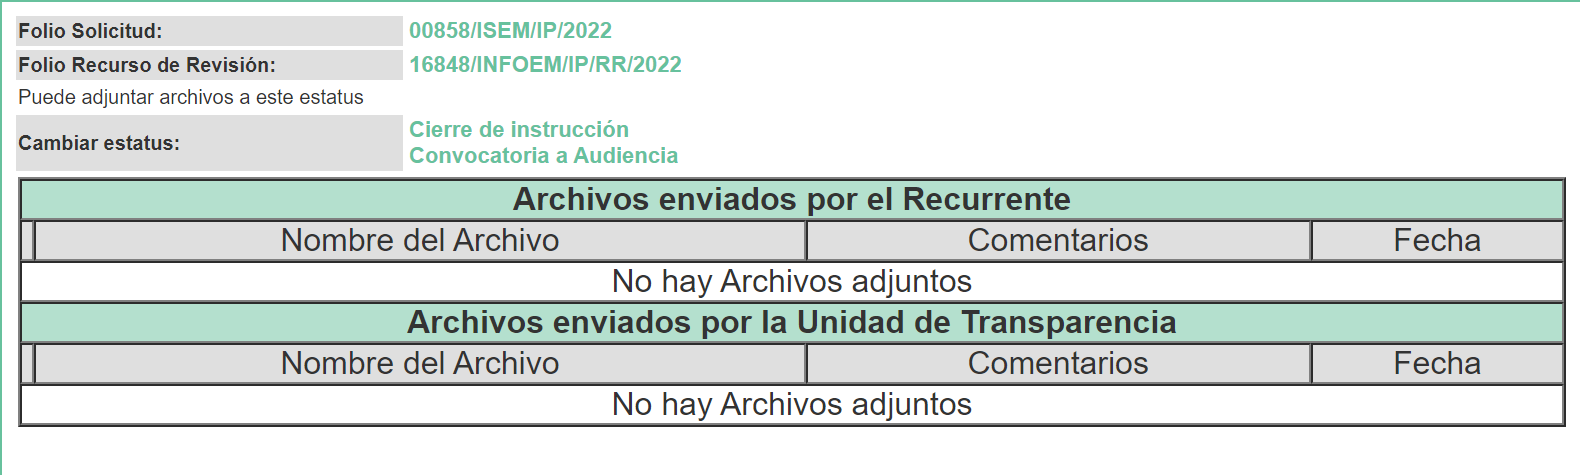 Folio Solicitud: 00858/ISEM/IP/2022
Folio Recurso de Revisión: 16848/INFOEM/IP/RR/2022
Puede adjuntar archivos a este estatus
Cambiar estatus: Cierre de instrucción
Convocatoria a Audiencia
Archivos enviados por el Recurrente
Nombre del Archivo Comentarios Fecha
No hay Archivos adjuntos
Archivos enviados por la Unidad de Transparencia
Nombre del Archivo Comentarios Fecha
No hay Archivos adjuntos